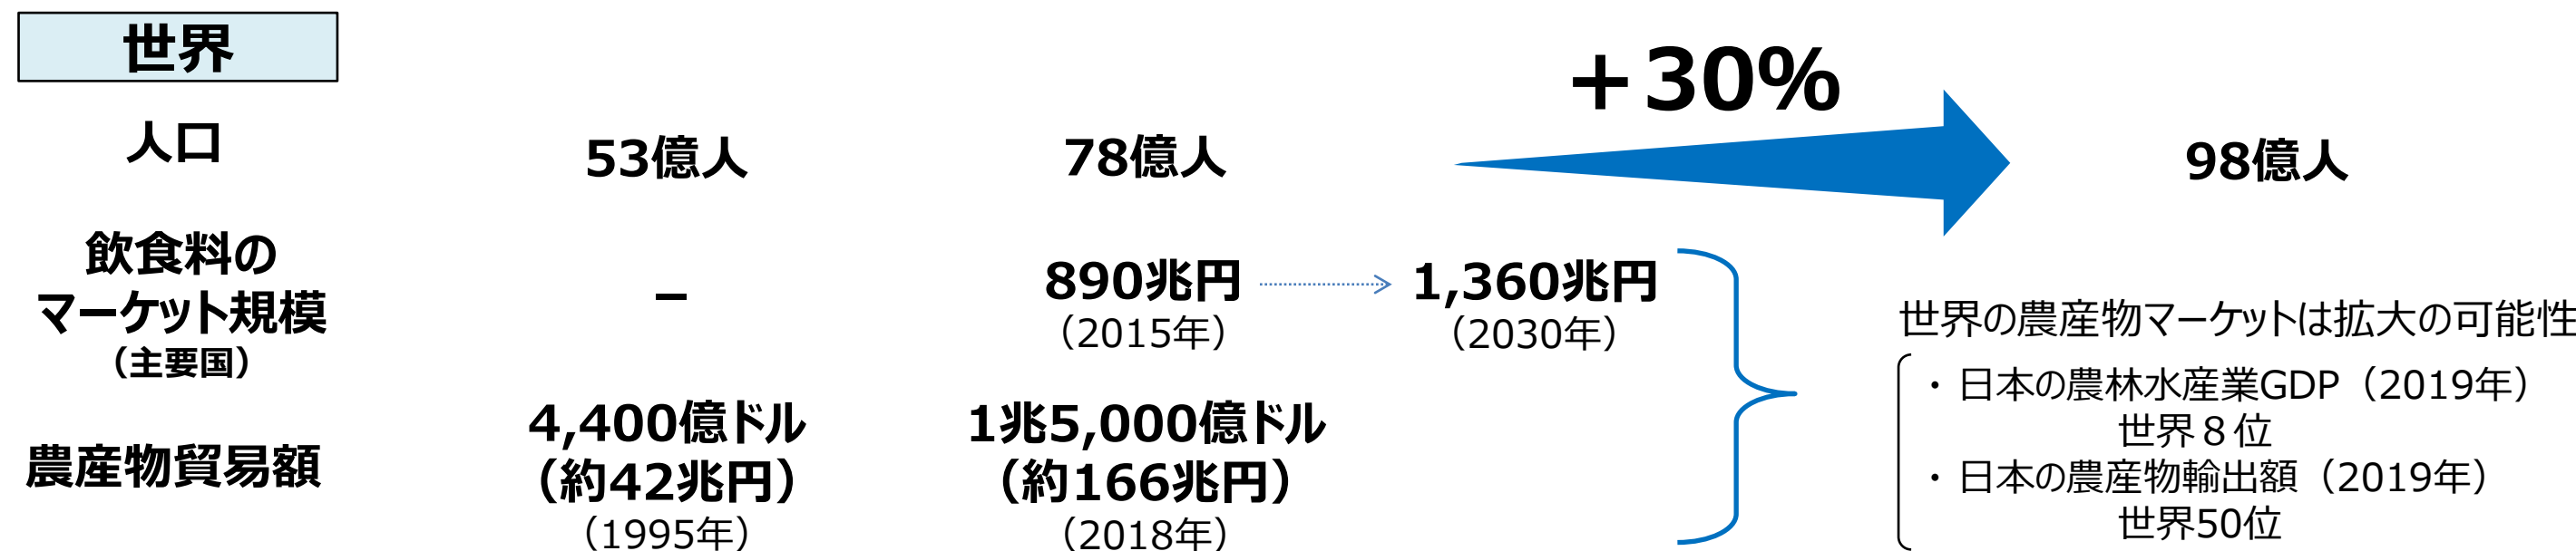 世界
+30%
人口
53億人
78億人
98億人
飲食料の
マーケット規模
（主要国）
–
890兆円
（2015年）
1,360兆円
（2030年）
農産物貿易額
4,400億ドル
（約42兆円）
（1995年）
1兆5,000億ドル
（約166兆円）
（2018年）
世界の農産物マーケットは拡大の可能性
・ 日本の農林水産業GDP（2019年）
世界８位
・ 日本の農産物輸出額（2019年）
世界50位